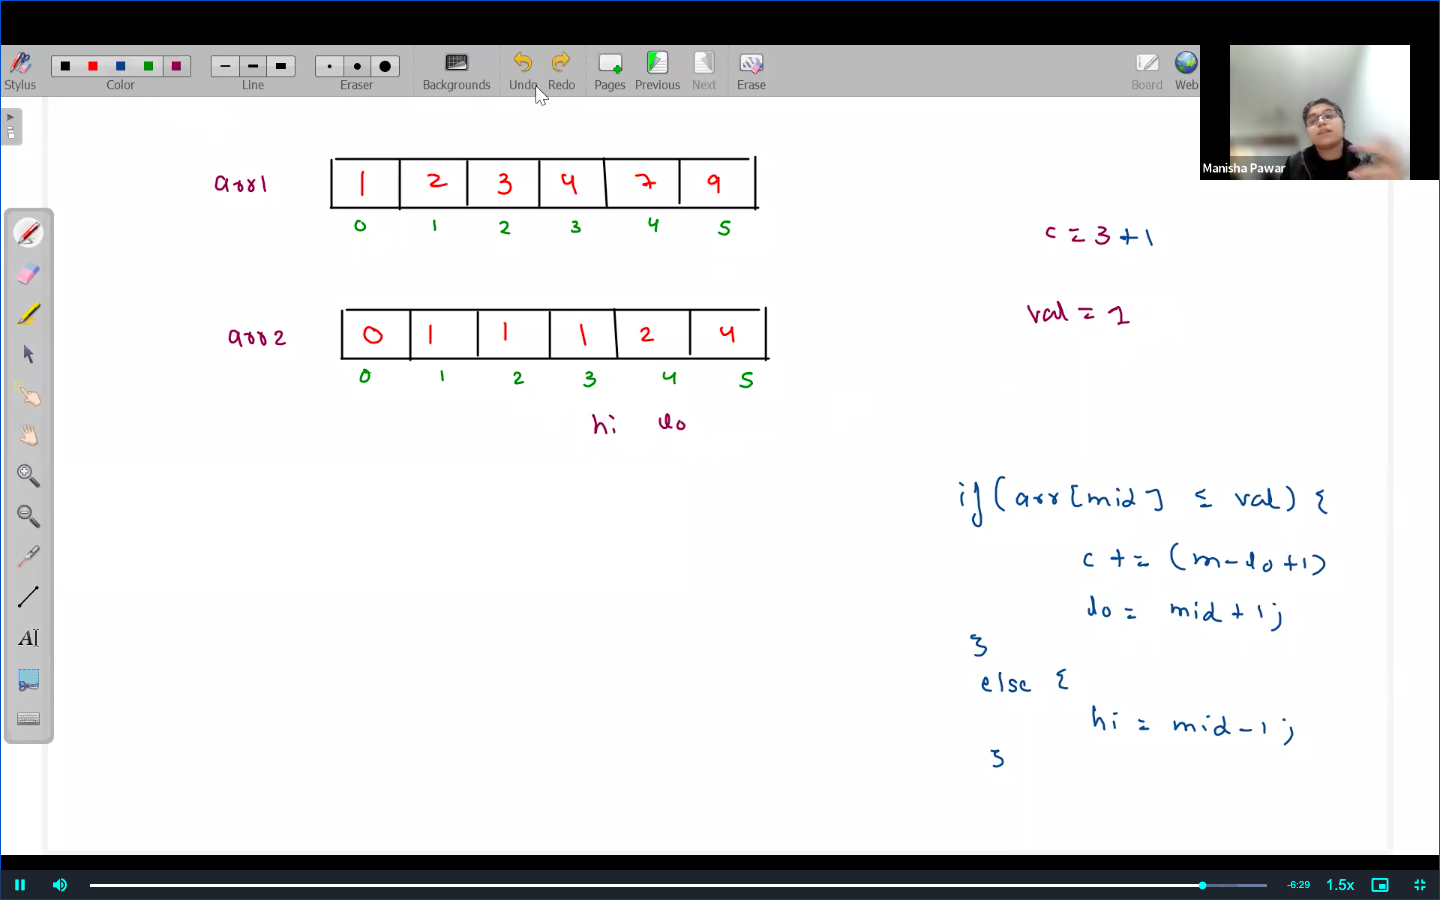 Stylus Color Line Eraser Backgrounds Undo Redo Pages Previous Next Erase Board Web
Manisha Pawar
arr1 1 2 3 4 7 9
0 1 2 3 4 5
c = 3 + 1
val = 1
arr2 0 1 1 1 2 4
0 1 2 3 4 5
hi lo
if (arr[mid] ≤ val) {
c += (m - lo + 1)
lo = mid + 1;
}
else {
hi = mid - 1;
}
A
-6:29 1.5x